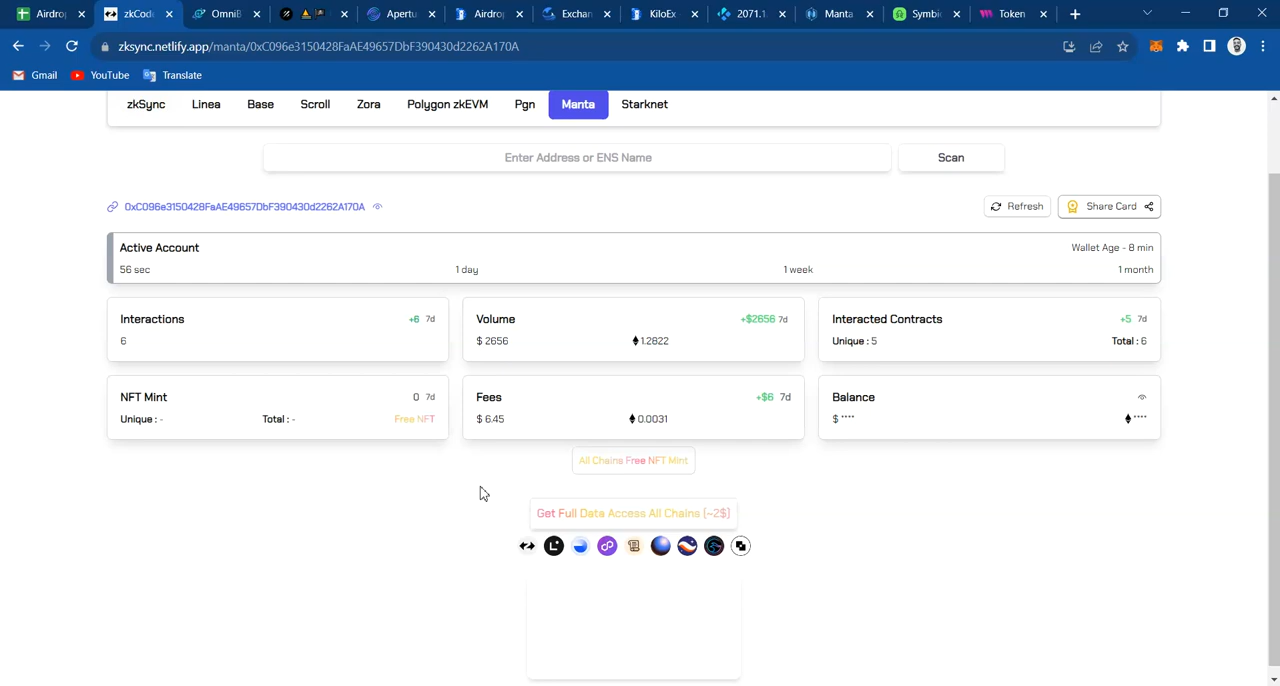 Airdrop
zkCode
OmniB
Apertu
Airdrop
Exchan
KiloEx
2071.1
Manta
Symbio
Token
zksync.netlify.app/manta/0xC096e3150428FaAE49657DbF390430d2262A170A
Gmail YouTube Translate
zkSync Linea Base Scroll Zora Polygon zkEVM Pgn Manta Starknet
Enter Address or ENS Name Scan
0xC096e3150428FaAE49657DbF390430d2262A170A Refresh Share Card
Active Account Wallet Age - 8 min
56 sec 1 day 1 week 1 month
Interactions +6 7d
6
Volume +$2656 7d
$ 2656 1.2822
Interacted Contracts +5 7d
Unique : 5 Total : 6
NFT Mint 0 7d
Unique : - Total : - Free NFT
Fees +$6 7d
$ 6.45 0.0031
Balance
$ **** ****
All Chains Free NFT Mint
Get Full Data Access All Chains [~2$]